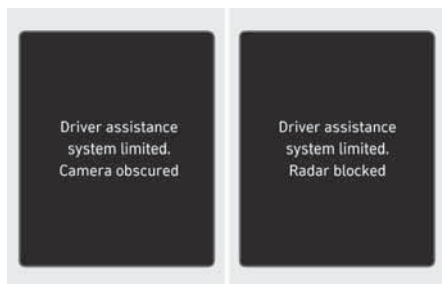 Driver assistance
system limited.
Camera obscured
Driver assistance
system limited.
Radar blocked